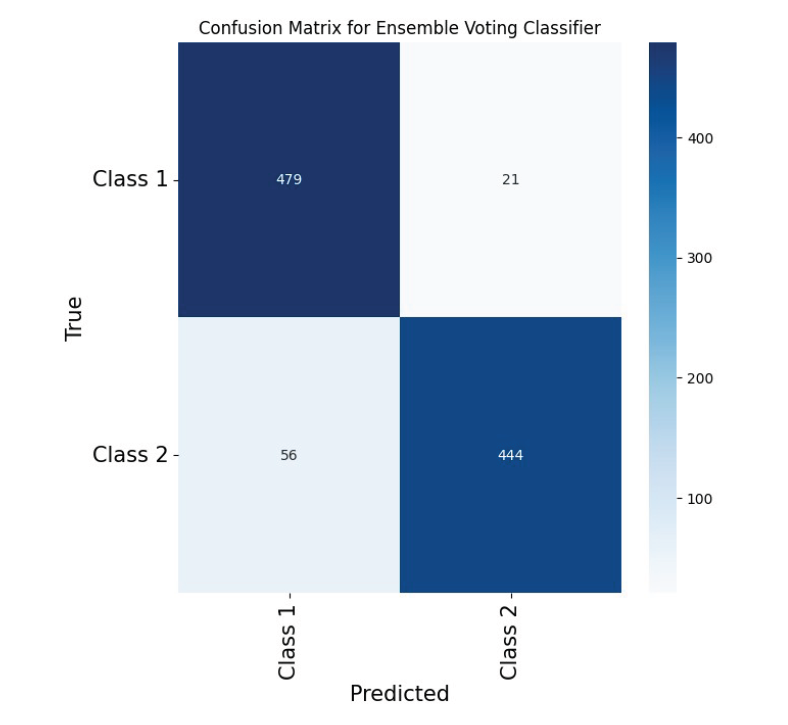 Confusion Matrix for Ensemble Voting Classifier
True
Class 1
479
21
Class 2
56
444
Class 1
Class 2
Predicted
400
300
200
100